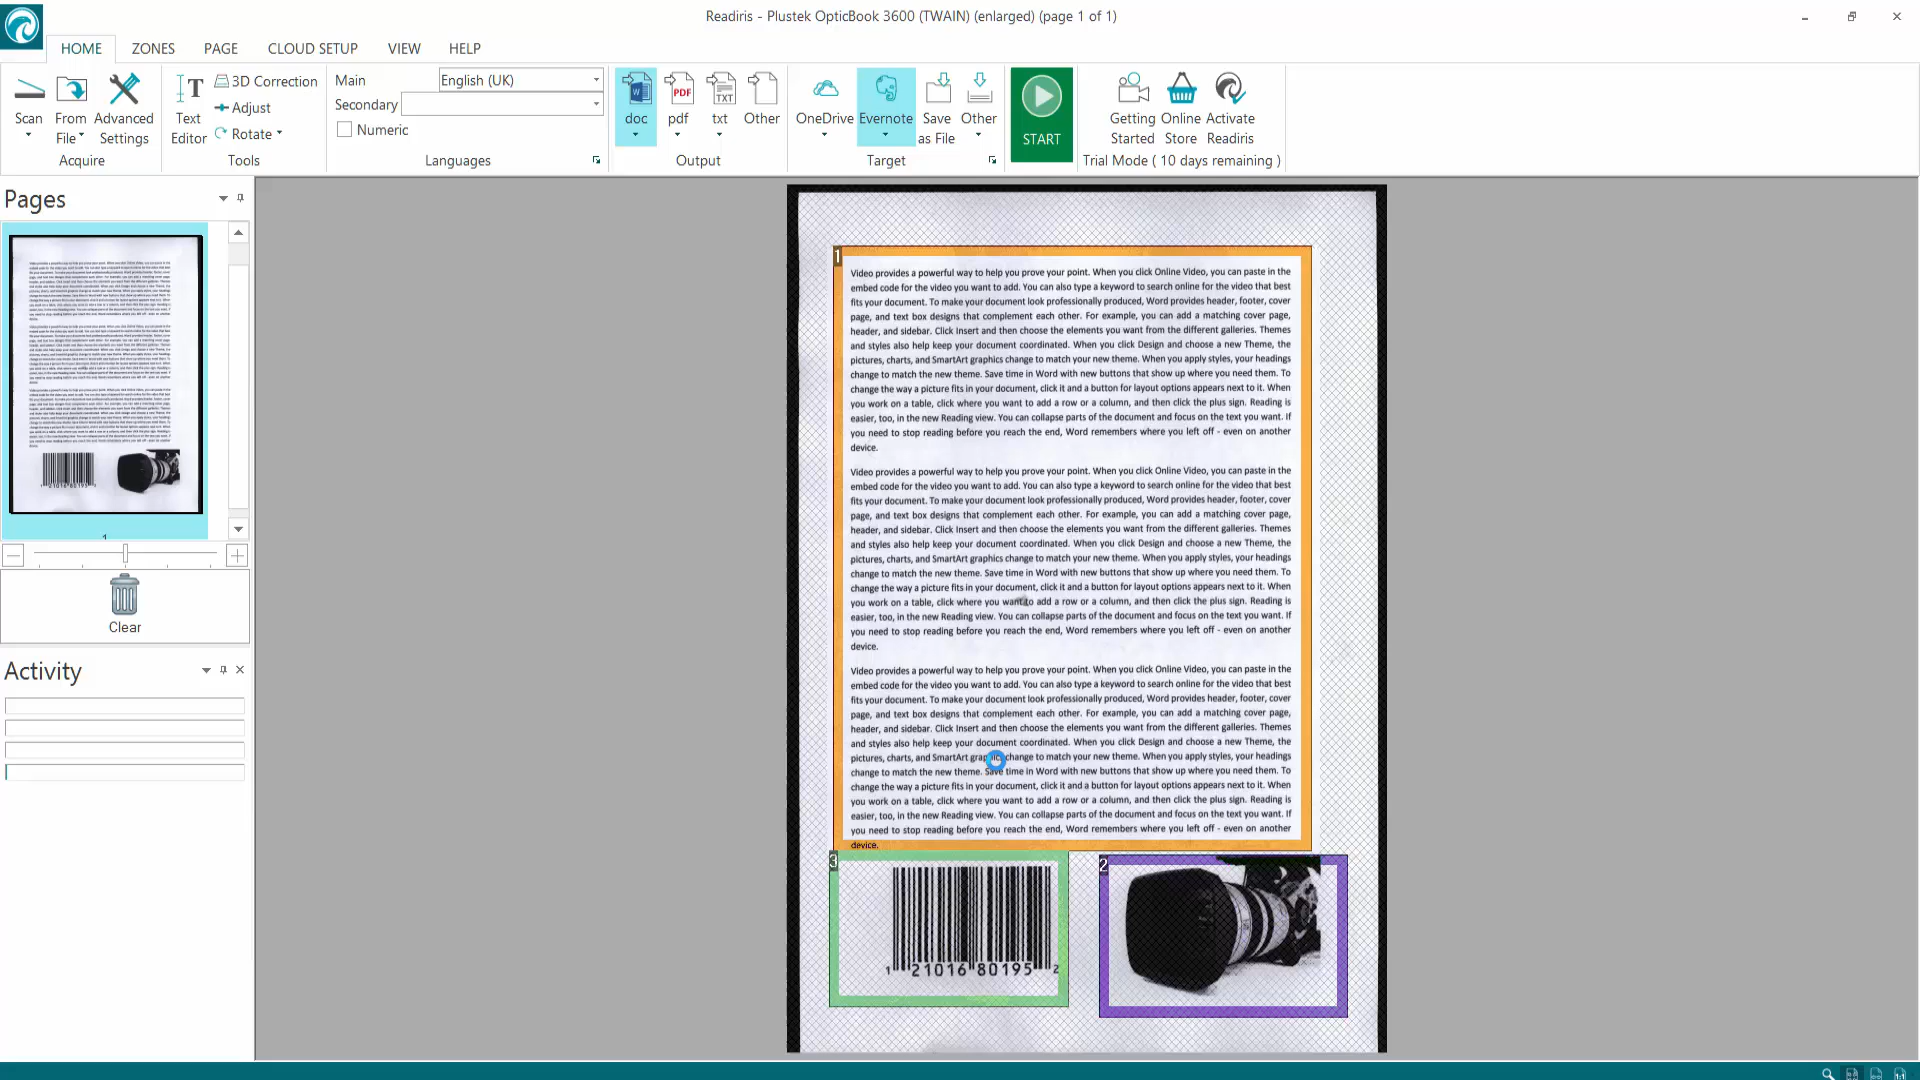 Readiris - Plustek OpticBook 3600 (TWAIN) (enlarged) (page 1 of 1)
HOME ZONES PAGE CLOUD SETUP VIEW HELP
Scan
From File
Advanced Settings
Acquire
Text Editor
3D Correction
Adjust
Rotate
Tools
Main English (UK)
Secondary
Numeric
Languages
doc pdf txt Other
Output
OneDrive Evernote Save as File Other
Target
START
Getting Started
Online Store
Activate Readiris
Trial Mode ( 10 days remaining )
Pages
1
Clear
Activity
1
Video provides a powerful way to help you prove your point. When you click Online Video, you can paste in the
embed code for the video you want to add. You can also type a keyword to search online for the video that best
fits your document. To make your document look professionally produced, Word provides header, footer, cover
page, and text box designs that complement each other. For example, you can add a matching cover page,
header, and sidebar. Click Insert and then choose the elements you want from the different galleries. Themes
and styles also help keep your document coordinated. When you click Design and choose a new Theme, the
pictures, charts, and SmartArt graphics change to match your new theme. When you apply styles, your headings
change to match the new theme. Save time in Word with new buttons that show up where you need them. To
change the way a picture fits in your document, click it and a button for layout options appears next to it. When
you work on a table, click where you want to add a row or a column, and then click the plus sign. Reading is
easier, too, in the new Reading view. You can collapse parts of the document and focus on the text you want. If
you need to stop reading before you reach the end, Word remembers where you left off - even on another
device.
Video provides a powerful way to help you prove your point. When you click Online Video, you can paste in the
embed code for the video you want to add. You can also type a keyword to search online for the video that best
fits your document. To make your document look professionally produced, Word provides header, footer, cover
page, and text box designs that complement each other. For example, you can add a matching cover page,
header, and sidebar. Click Insert and then choose the elements you want from the different galleries. Themes
and styles also help keep your document coordinated. When you click Design and choose a new Theme, the
pictures, charts, and SmartArt graphics change to match your new theme. When you apply styles, your headings
change to match the new theme. Save time in Word with new buttons that show up where you need them. To
change the way a picture fits in your document, click it and a button for layout options appears next to it. When
you work on a table, click where you want to add a row or a column, and then click the plus sign. Reading is
easier, too, in the new Reading view. You can collapse parts of the document and focus on the text you want. If
you need to stop reading before you reach the end, Word remembers where you left off - even on another
device.
Video provides a powerful way to help you prove your point. When you click Online Video, you can paste in the
embed code for the video you want to add. You can also type a keyword to search online for the video that best
fits your document. To make your document look professionally produced, Word provides header, footer, cover
page, and text box designs that complement each other. For example, you can add a matching cover page,
header, and sidebar. Click Insert and then choose the elements you want from the different galleries. Themes
and styles also help keep your document coordinated. When you click Design and choose a new Theme, the
pictures, charts, and SmartArt graphics change to match your new theme. When you apply styles, your headings
change to match the new theme. Save time in Word with new buttons that show up where you need them. To
change the way a picture fits in your document, click it and a button for layout options appears next to it. When
you work on a table, click where you want to add a row or a column, and then click the plus sign. Reading is
easier, too, in the new Reading view. You can collapse parts of the document and focus on the text you want. If
you need to stop reading before you reach the end, Word remembers where you left off - even on another
device.
3
1 21016 80195 2
2